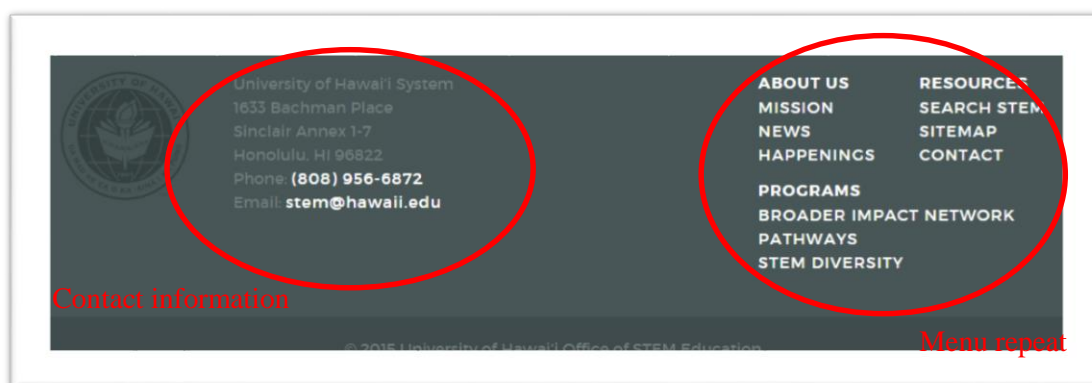 University of Hawai'i System
1633 Bachman Place
Sinclair Annex 1-7
Honolulu, HI 96822
Phone: (808) 956-6872
Email: stem@hawaii.edu
ABOUT US
MISSION
NEWS
HAPPENINGS
RESOURCES
SEARCH STEM
SITEMAP
CONTACT
PROGRAMS
BROADER IMPACT NETWORK
PATHWAYS
STEM DIVERSITY
Contact information
© 2015 University of Hawai'i Office of STEM Education
Menu repeat